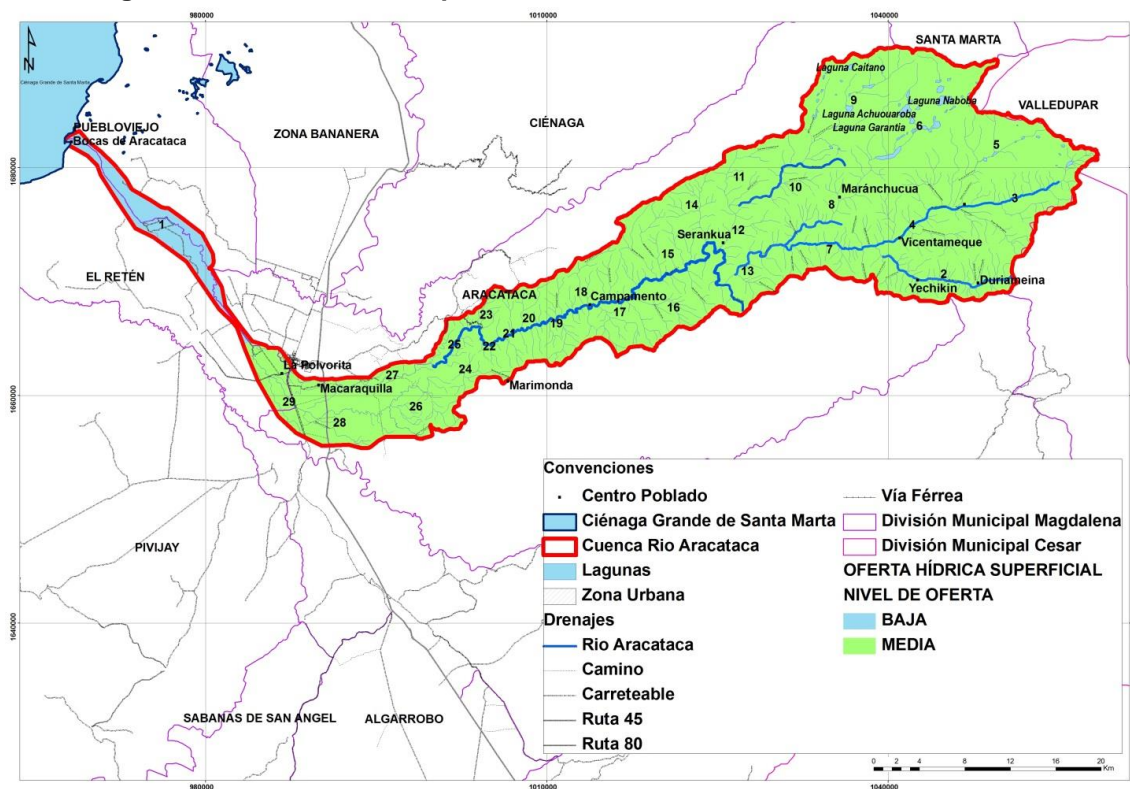 980000
1010000
1040000
SANTA MARTA
N
Laguna Caitano
Ciénaga Grande de Santa Marta
9
Laguna Naboba
VALLEDUPAR
PUEBLOVIEJO
Bocas de Aracataca
ZONA BANANERA
CIÉNAGA
Laguna Achuouaroba
Laguna Garantia
6
5
1680000
1680000
11
10
Maránchucua
3
14
8
1
12
4
Serankua
Vicentameque
15
7
EL RETÉN
13
2
Duriameina
Yechikin
ARACATACA
18
Campamento
16
23
20
19
17
21
25
22
24
La Polvorita
27
Marimonda
Macaraquilla
1660000
1660000
29
26
28
Convenciones
Centro Poblado
Ciénaga Grande de Santa Marta
Cuenca Rio Aracataca
Lagunas
Zona Urbana
Drenajes
Rio Aracataca
Camino
Carreteable
Ruta 45
Ruta 80
Vía Férrea
División Municipal Magdalena
División Municipal Cesar
OFERTA HÍDRICA SUPERFICIAL
NIVEL DE OFERTA
BAJA
MEDIA
PIVIJAY
1640000
1640000
SABANAS DE SAN ANGEL
ALGARROBO
0 2 4 8 12 16 20
Km
980000
1010000
1040000